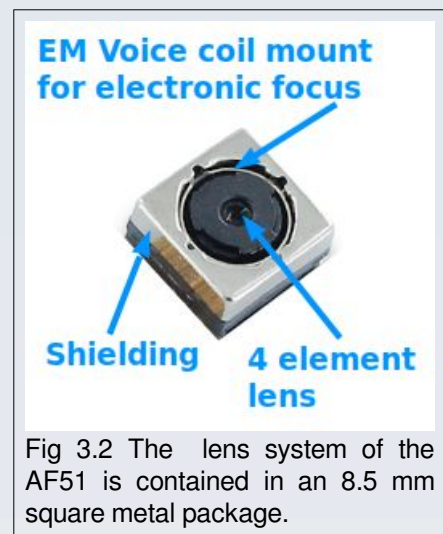 EM Voice coil mount
for electronic focus
Shielding
4 element
lens
Fig 3.2 The lens system of the
AF51 is contained in an 8.5 mm
square metal package.